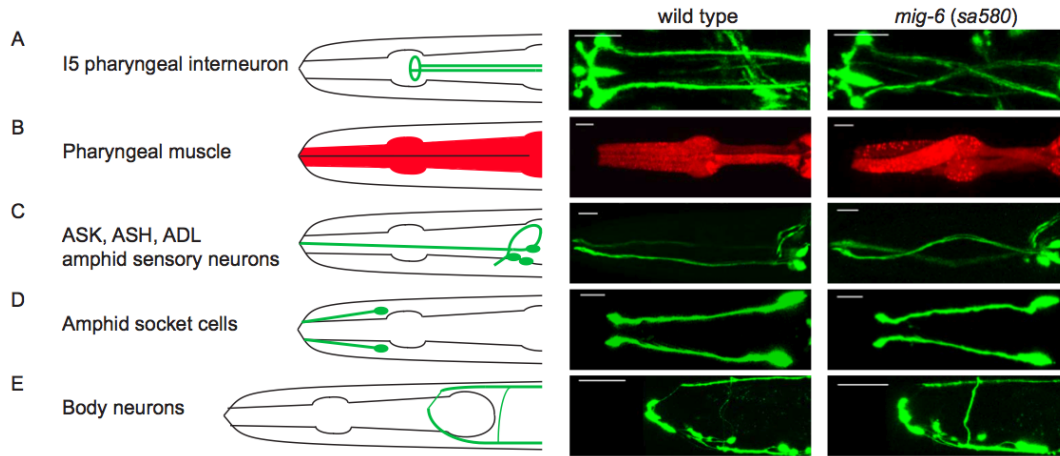 wild type
mig-6 (sa580)
A
I5 pharyngeal interneuron
B
Pharyngeal muscle
C
ASK, ASH, ADL
amphid sensory neurons
D
Amphid socket cells
E
Body neurons